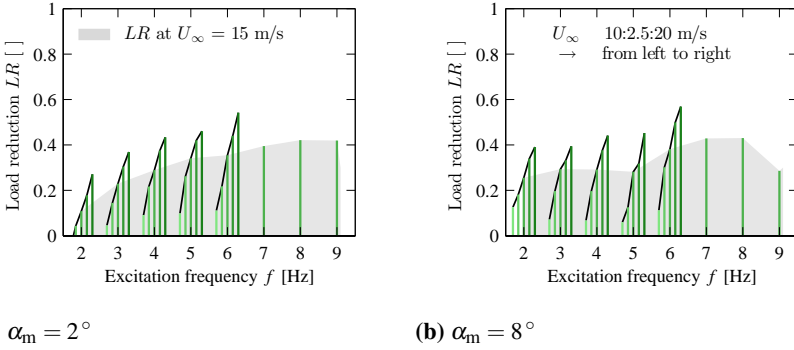 1
0.8
0.6
0.4
0.2
0
Load reduction LR [ ]
LR at U∞ = 15 m/s
2 3 4 5 6 7 8 9
Excitation frequency f [Hz]
αm = 2°
1
0.8
0.6
0.4
0.2
0
Load reduction LR [ ]
U∞ 10:2.5:20 m/s
→ from left to right
2 3 4 5 6 7 8 9
Excitation frequency f [Hz]
(b) αm = 8°